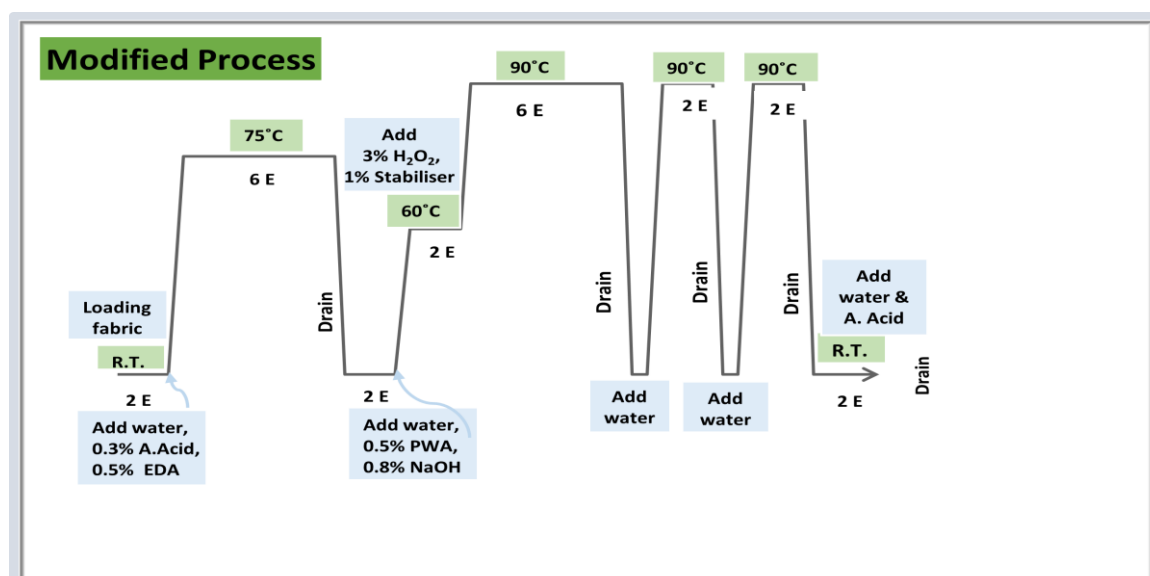 Modified Process
90˚C
90˚C
90˚C
6 E
2 E
2 E
75˚C
6 E
Add
3% H₂O₂,
1% Stabiliser
60˚C
2 E
Loading
fabric
R.T.
2 E
Add water,
0.3% A.Acid,
0.5%  EDA
Drain
2 E
Add water,
0.5% PWA,
0.8% NaOH
Drain
Add
water
Drain
Add
water
Drain
Add
water &
A. Acid
R.T.
2 E
Drain